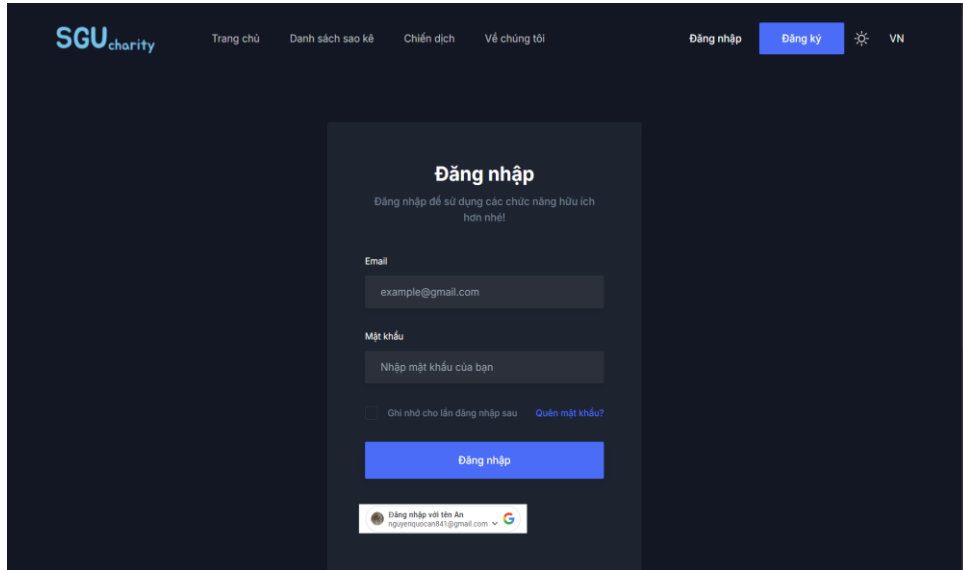 SGUcharity
Trang chủ
Danh sách sao kê
Chiến dịch
Về chúng tôi
Đăng nhập
Đăng ký
VN
Đăng nhập
Đăng nhập để sử dụng các chức năng hữu ích
hơn nhé!
Email
example@gmail.com
Mật khẩu
Nhập mật khẩu của bạn
Ghi nhớ cho lần đăng nhập sau
Quên mật khẩu?
Đăng nhập
Đăng nhập với tên An
nguyenquocan841@gmail.com